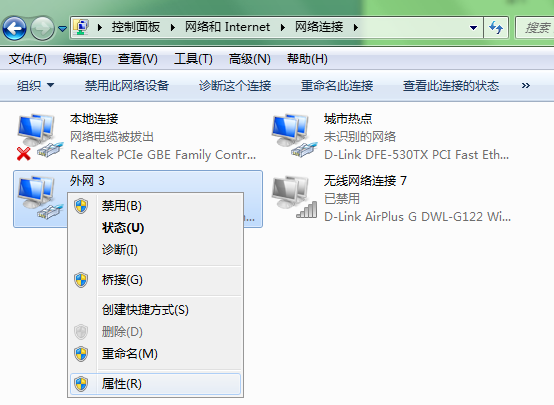 控制面板 ▸ 网络和 Internet ▸ 网络连接 ▸
搜索
文件(F) 编辑(E) 查看(V) 工具(T) 高级(N) 帮助(H)
组织 禁用此网络设备 诊断这个连接 重命名此连接 查看此连接的状态 »
本地连接
网络电缆被拔出
Realtek PCIe GBE Family Contr...
城市热点
未识别的网络
D-Link DFE-530TX PCI Fast Eth...
外网 3
无线网络连接 7
已禁用
D-Link AirPlus G DWL-G122 Wi...
禁用(B)
状态(U)
诊断(I)
桥接(G)
创建快捷方式(S)
删除(D)
重命名(M)
属性(R)